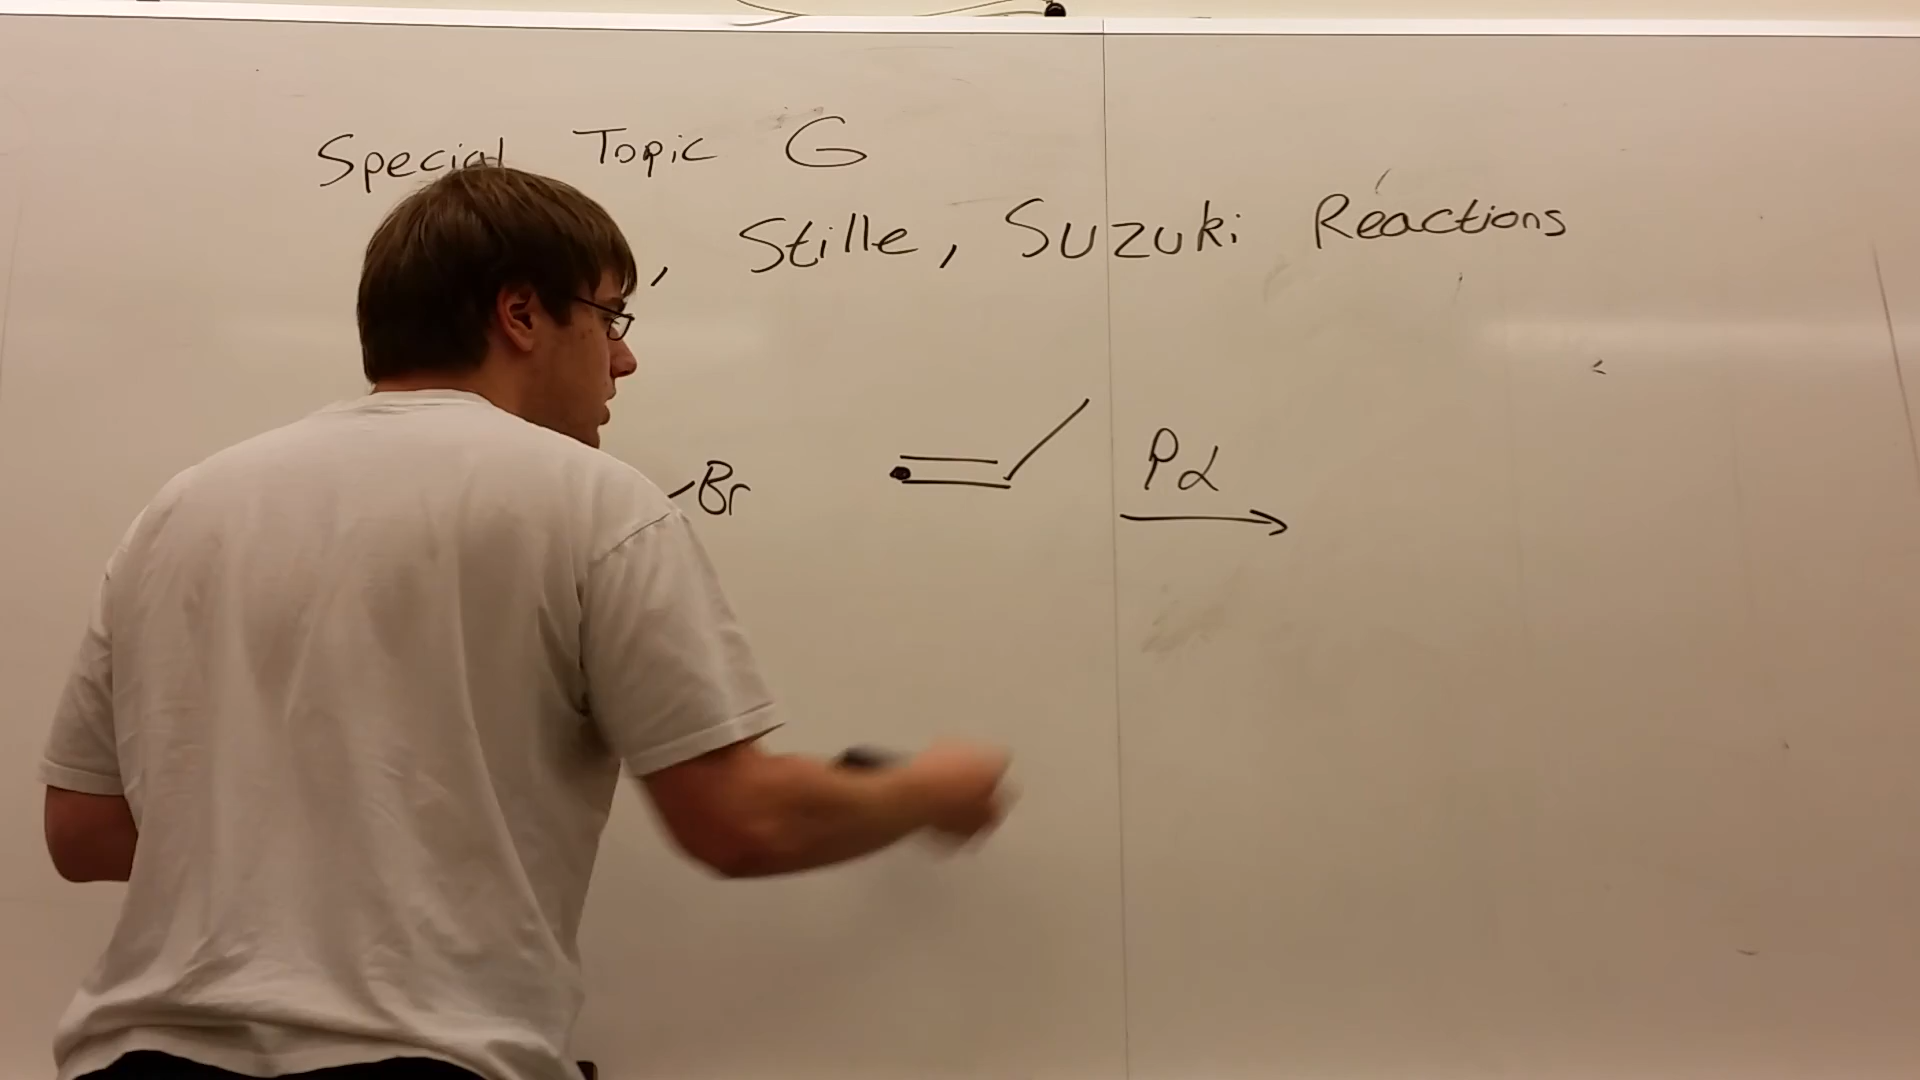 Special Topic G
, Stille, Suzuki Reactions
Br Pd